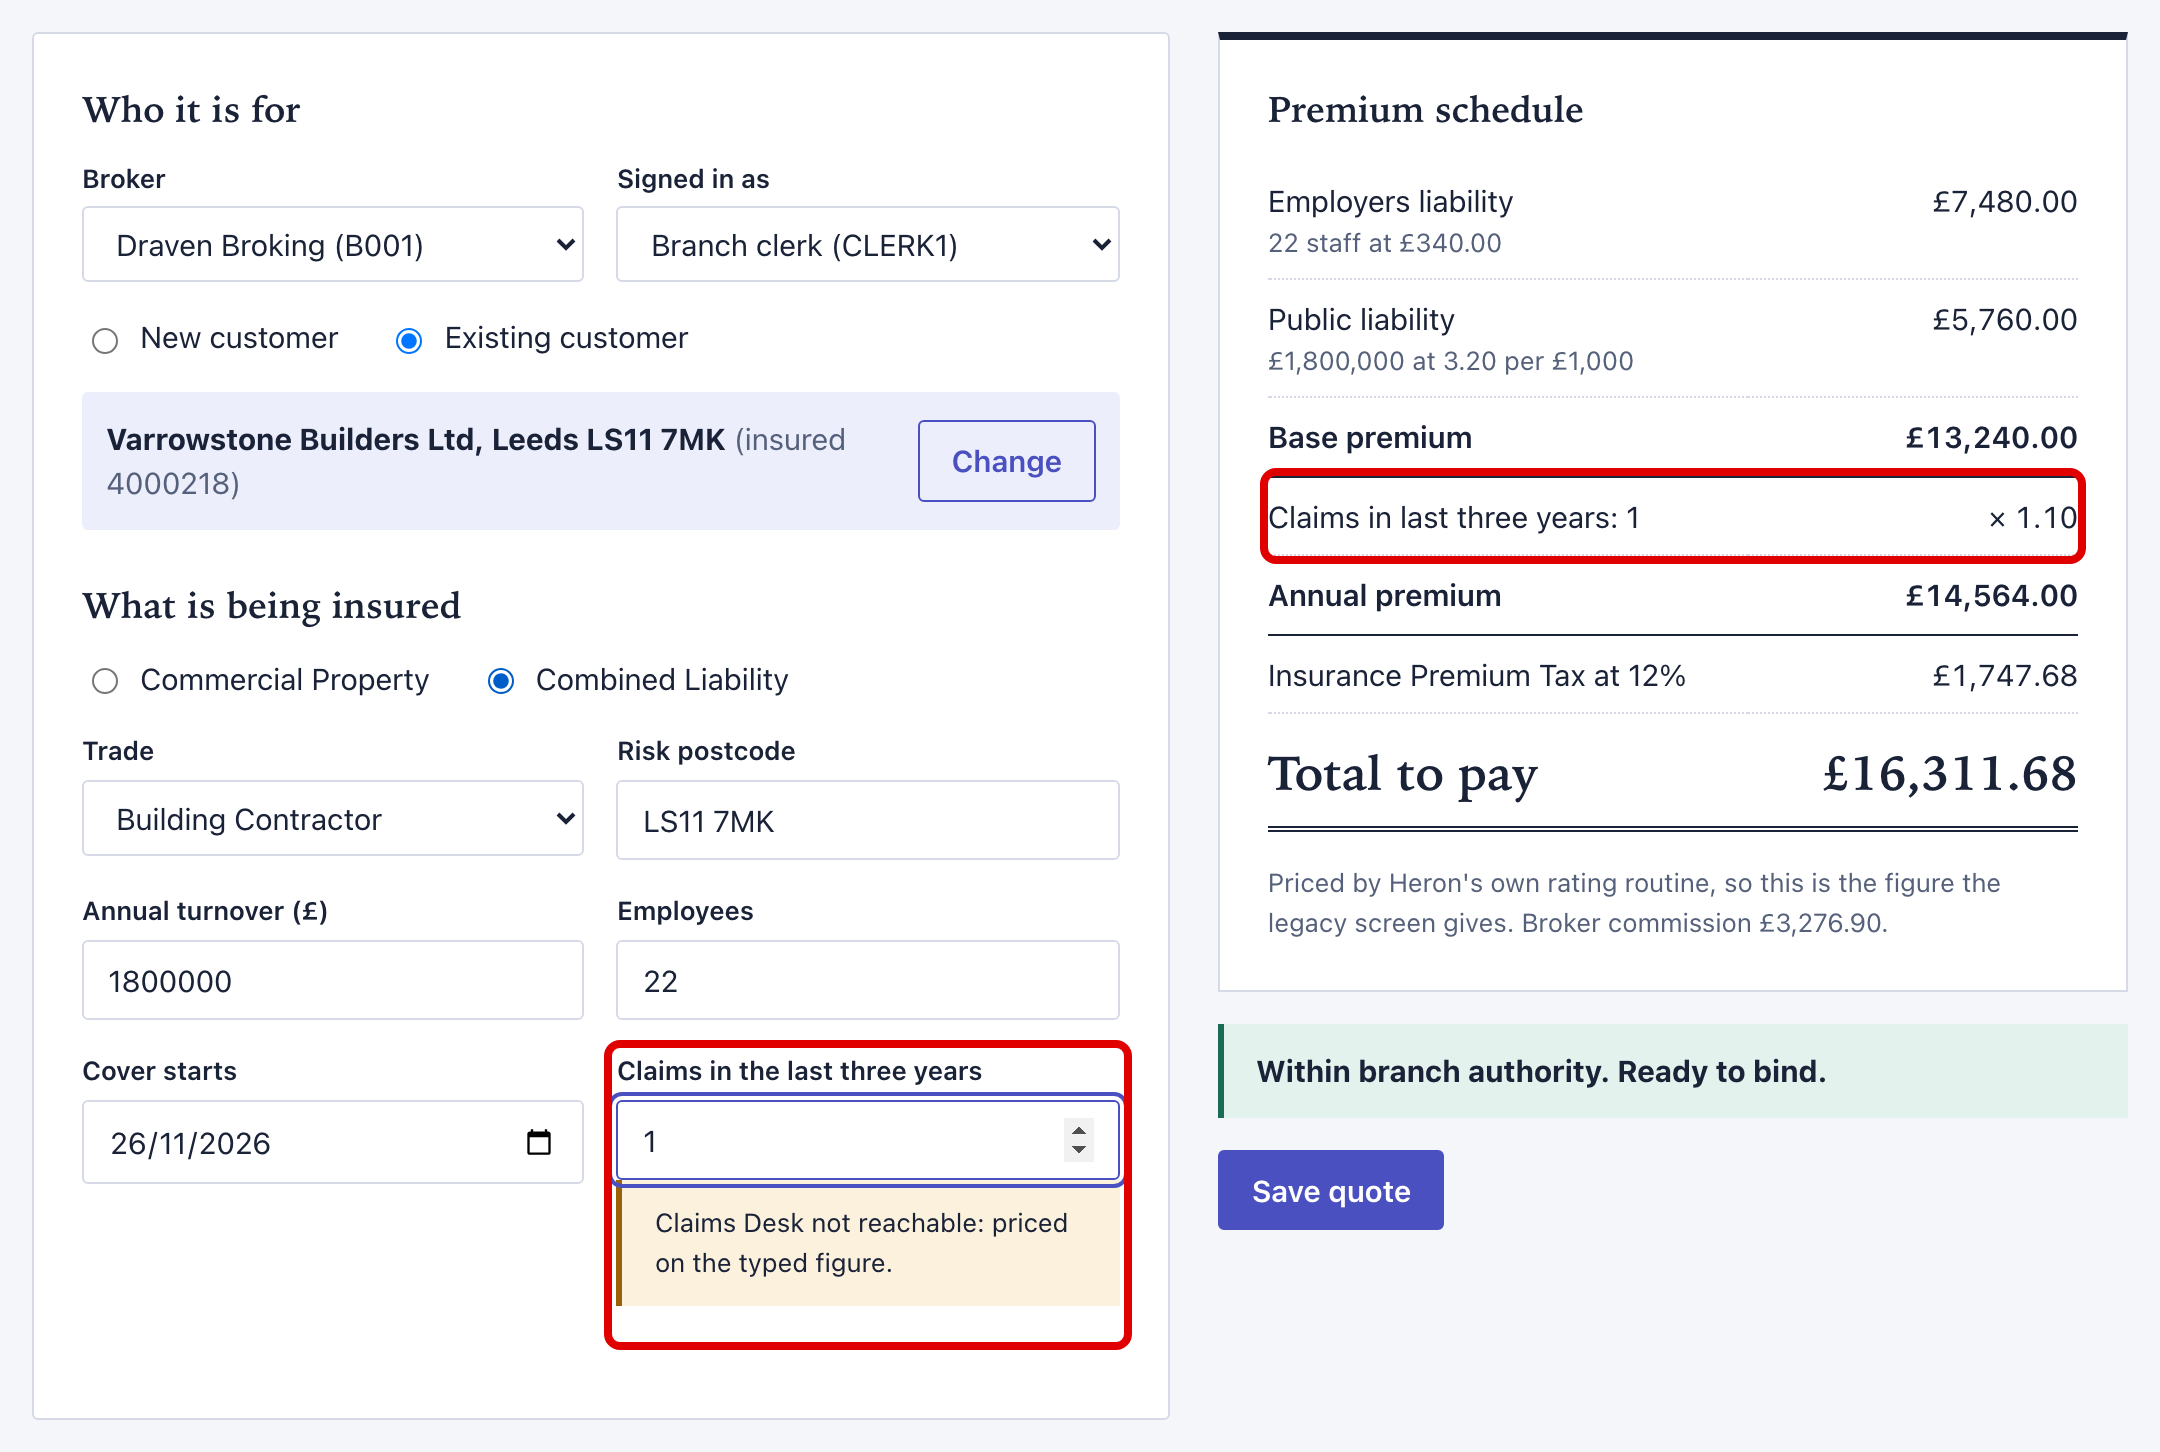 Who it is for
Broker
Signed in as
Draven Broking (B001)
Branch clerk (CLERK1)
New customer
Existing customer
Varrowstone Builders Ltd, Leeds LS11 7MK (insured
4000218)
Change
What is being insured
Commercial Property
Combined Liability
Trade
Risk postcode
Building Contractor
LS11 7MK
Annual turnover (£)
Employees
1800000
22
Cover starts
Claims in the last three years
26/11/2026
1
Claims Desk not reachable: priced
on the typed figure.
Premium schedule
Employers liability £7,480.00
22 staff at £340.00
Public liability £5,760.00
£1,800,000 at 3.20 per £1,000
Base premium £13,240.00
Claims in last three years: 1 × 1.10
Annual premium £14,564.00
Insurance Premium Tax at 12% £1,747.68
Total to pay £16,311.68
Priced by Heron's own rating routine, so this is the figure the
legacy screen gives. Broker commission £3,276.90.
Within branch authority. Ready to bind.
Save quote